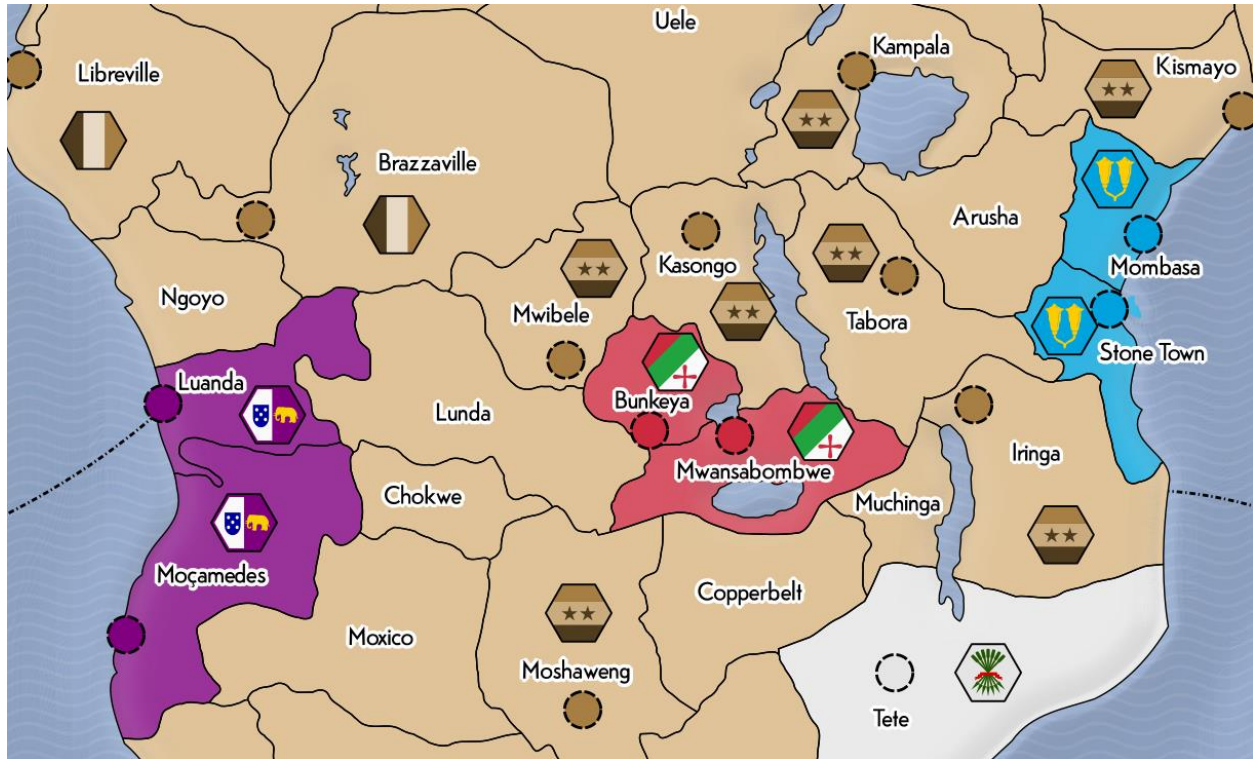 Uele
Kampala
Kismayo
Libreville
Brazzaville
Arusha
Kasongo
Mombasa
Ngoyo
Mwibele
Tabora
Stone Town
Luanda
Bunkeya
Lunda
Iringa
Mwansabombwe
Chokwe
Muchinga
Moçamedes
Copperbelt
Moxico
Moshaweng
Tete